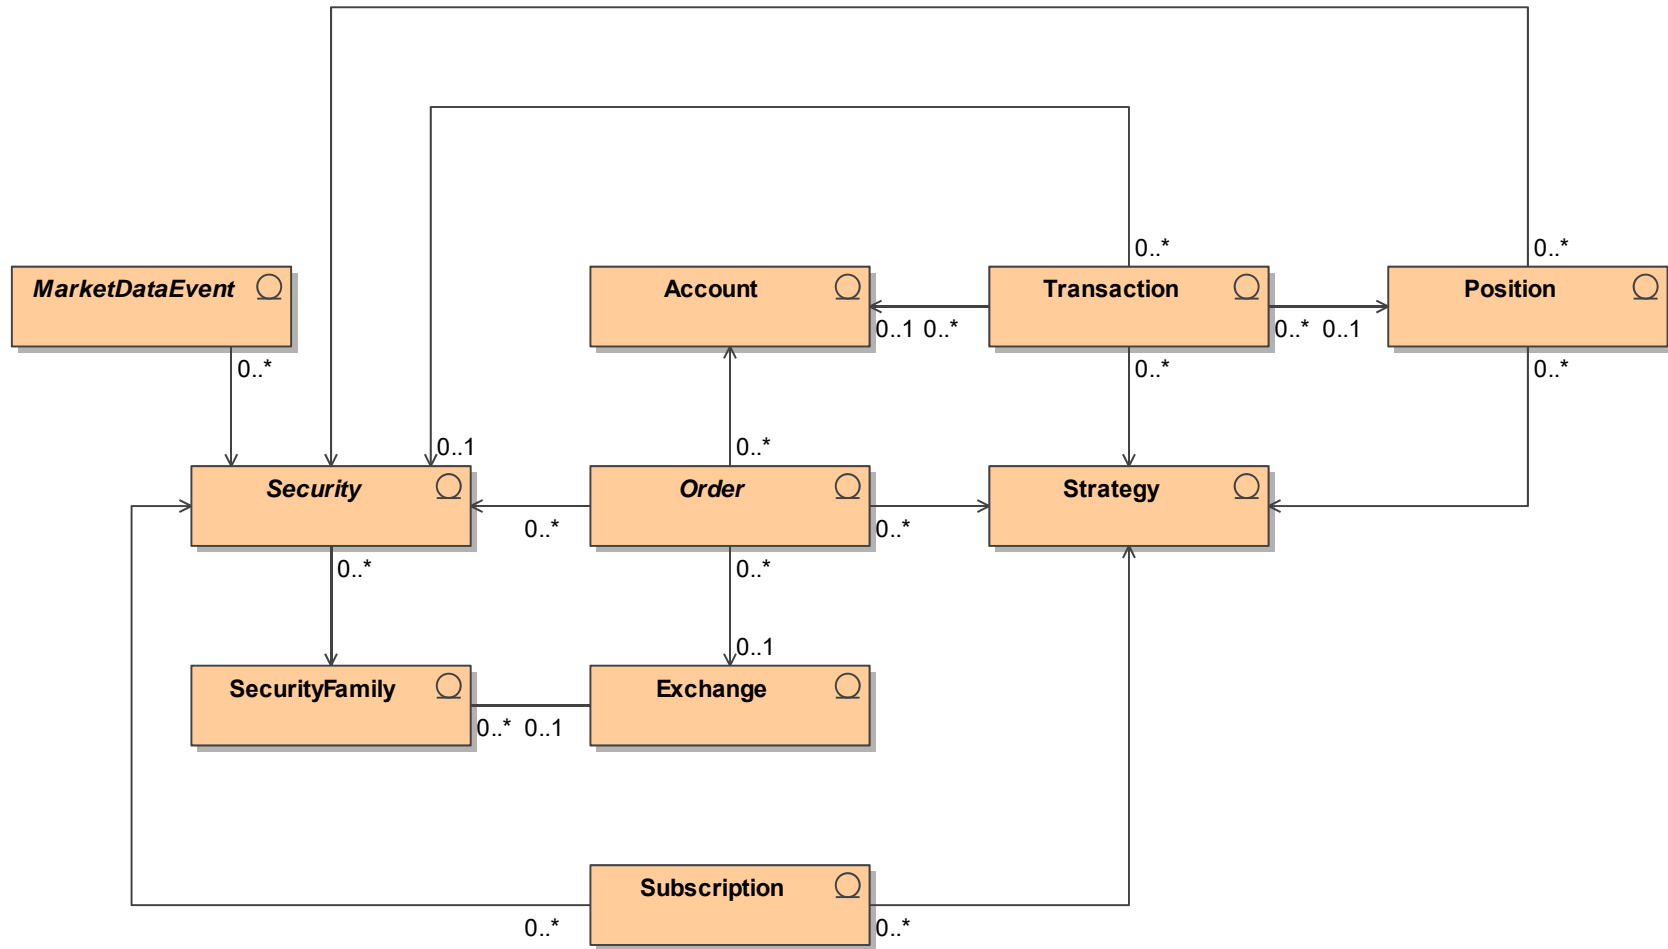 0..* 0..*
MarketDataEvent Account Transaction Position
0..1 0..* 0..* 0..1
0..* 0..* 0..*
0..1 0..*
Security Order Strategy
0..* 0..*
0..* 0..*
0..1
SecurityFamily Exchange
0..* 0..1
Subscription
0..* 0..*